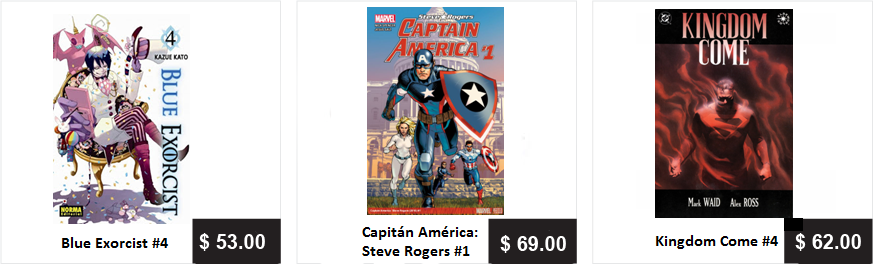 4
KAZUE KATO
BLUE EXORCIST
NORMA
Editorial
Blue Exorcist #4
$ 53.00
MARVEL
Steve Rogers
CAPTAIN
AMERICA #1
MARVEL
Capitán América:
Steve Rogers #1
$ 69.00
DC
KINGDOM
COME
Mark WAID Alex ROSS
Kingdom Come #4
$ 62.00